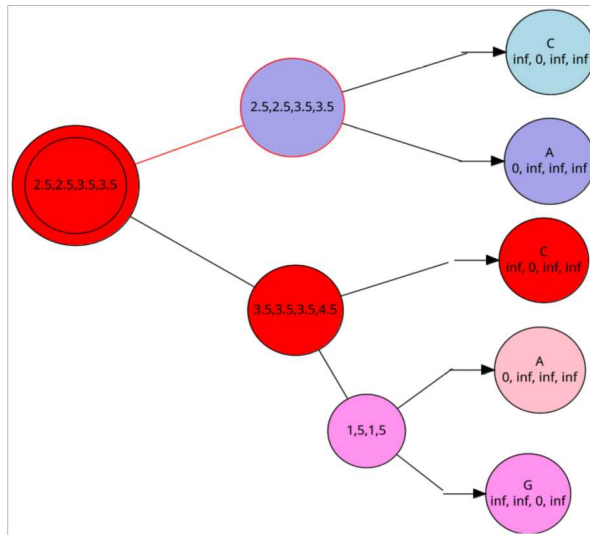 C
inf, 0, inf, inf
2.5,2.5,3.5,3.5
A
0, inf, inf, inf
2.5,2.5,3.5,3.5
C
inf, 0, inf, inf
3.5,3.5,3.5,4.5
A
0, inf, inf, inf
1,5,1,5
G
inf, inf, 0, inf